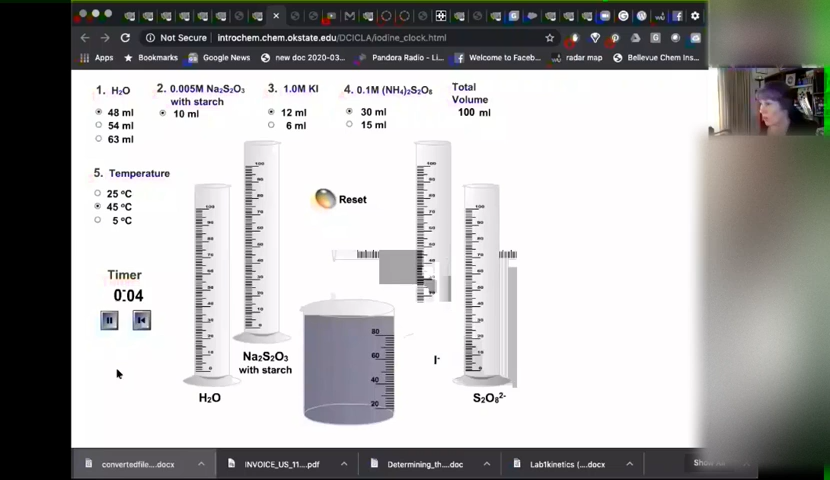 Not Secure | introchem.chem.okstate.edu/DCICLA/iodine_clock.html
Apps Bookmarks Google News new doc 2020-03... Pandora Radio - Li... Welcome to Faceb... radar map Bellevue Chem Ins...
1. H₂O
48 ml
54 ml
63 ml
2. 0.005M Na₂S₂O₃
with starch
10 ml
3. 1.0M KI
12 ml
6 ml
4. 0.1M (NH₄)₂S₂O₈
30 ml
15 ml
Total
Volume
100 ml
5. Temperature
25 ºC
45 ºC
5 ºC
Reset
Timer
0:04
80
60
40
20
H₂O
Na₂S₂O₃
with starch
I-
S₂O₈²⁻
convertedfile....docx INVOICE_US_11....pdf Determining_th....doc Lab1kinetics (....docx